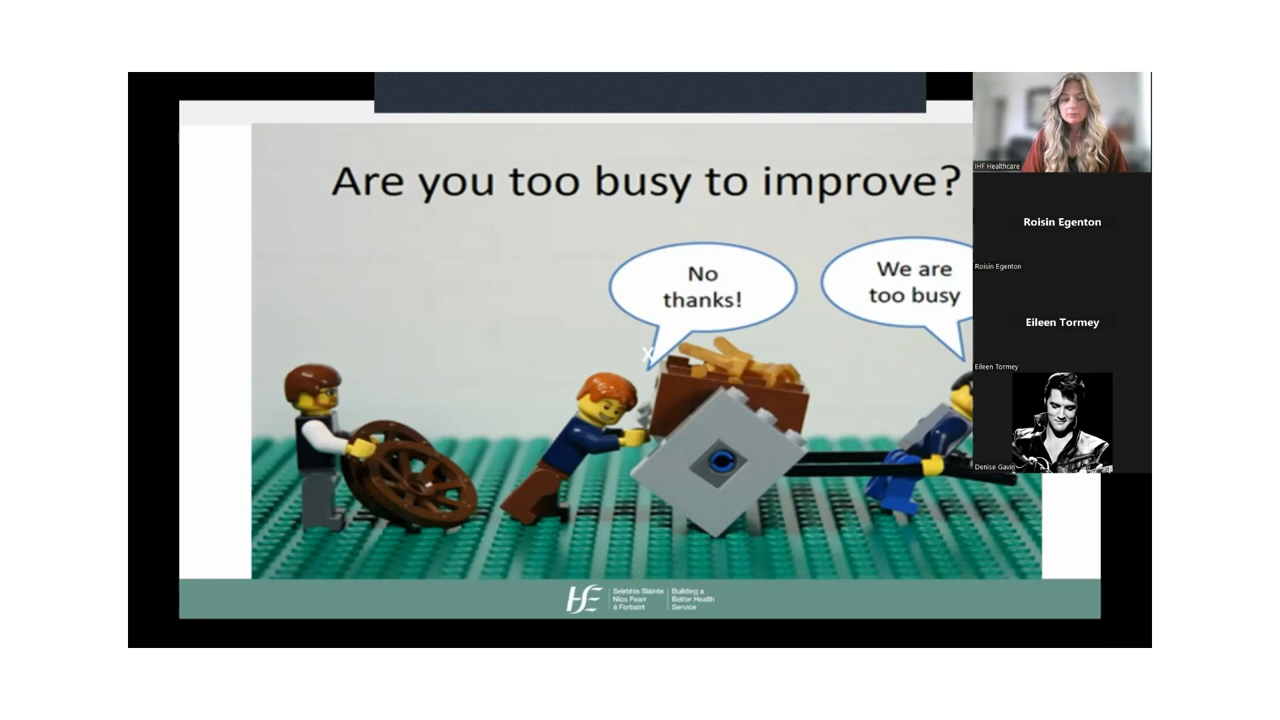 Are you too busy to improve?
No
thanks!
We are
too busy
X
IHF Healthcare
Roisin Egenton
Roisin Egenton
Eileen Tormey
Eileen Tormey
Denise Gavin
Seirbhís Sláinte
Níos Fearr
á Forbairt
Building a
Better Health
Service